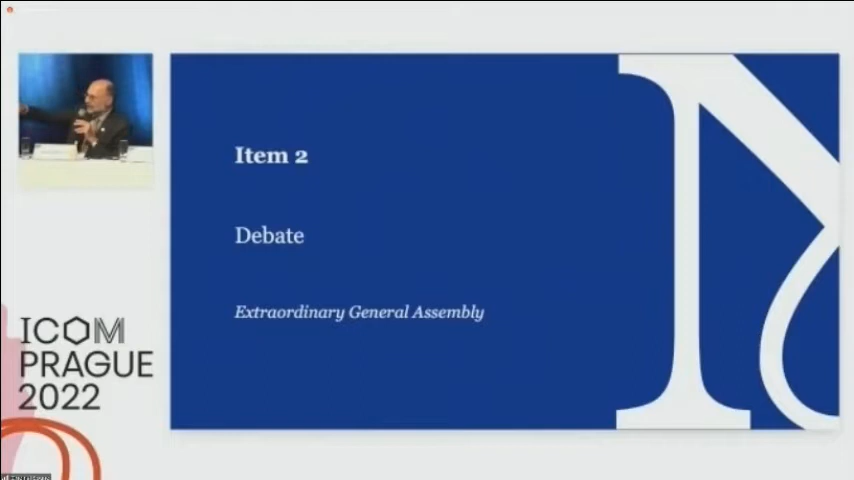 Item 2
Debate
Extraordinary General Assembly
ICOM
PRAGUE
2022